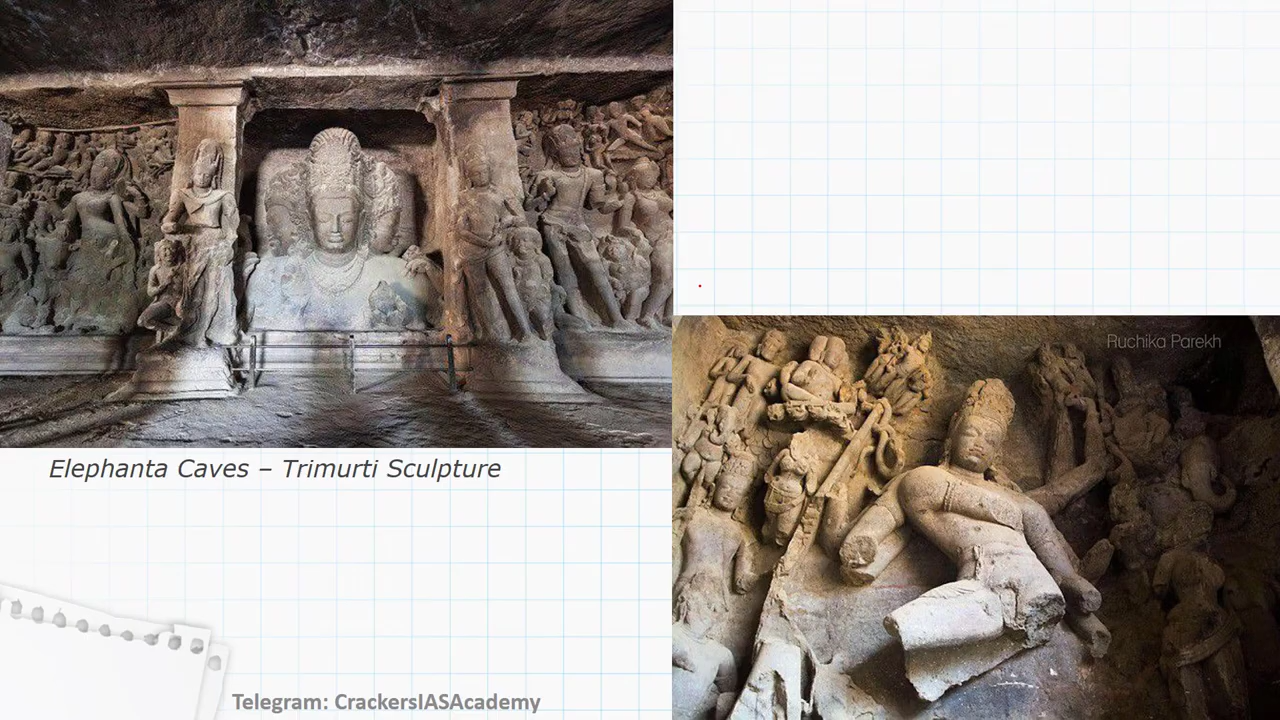 Ruchika Parekh
Elephanta Caves – Trimurti Sculpture
Telegram: CrackersIASAcademy